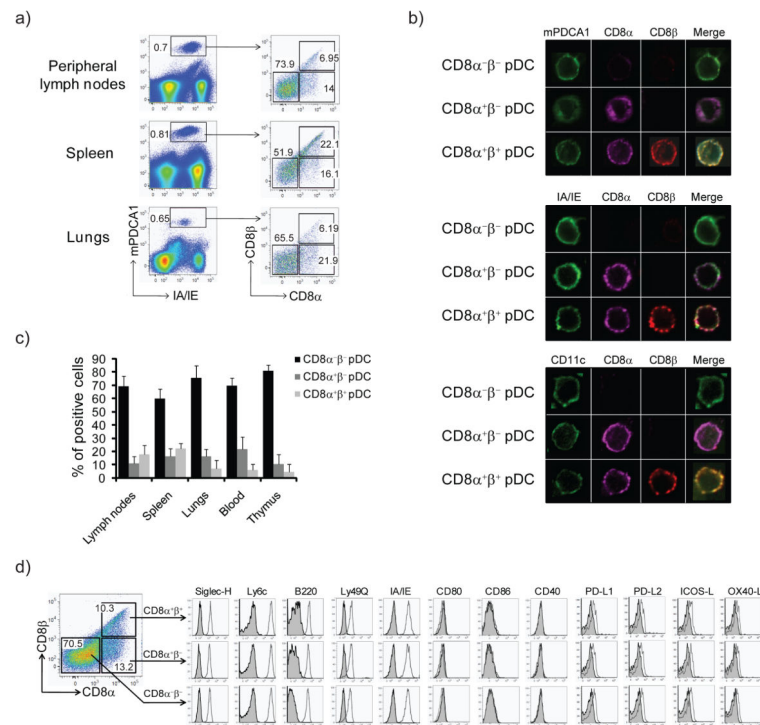 a)
Peripheral
lymph nodes
0.7
73.9
6.95
14
Spleen
0.81
51.9
22.1
16.1
Lungs
0.65
65.5
6.19
21.9
mPDCA1
IA/IE
CD8β
CD8α
b)
mPDCA1 CD8α CD8β Merge
CD8α⁻β⁻ pDC
CD8α⁺β⁻ pDC
CD8α⁺β⁺ pDC
IA/IE CD8α CD8β Merge
CD8α⁻β⁻ pDC
CD8α⁺β⁻ pDC
CD8α⁺β⁺ pDC
CD11c CD8α CD8β Merge
CD8α⁻β⁻ pDC
CD8α⁺β⁻ pDC
CD8α⁺β⁺ pDC
c)
% of positive cells
90
80
70
60
50
40
30
20
10
0
CD8α⁻β⁻ pDC
CD8α⁺β⁻ pDC
CD8α⁺β⁺ pDC
Lymph nodes
Spleen
Lungs
Blood
Thymus
d)
Siglec-H Ly6c B220 Ly49Q IA/IE CD80 CD86 CD40 PD-L1 PD-L2 ICOS-L OX40-L
10.3
70.5
13.2
CD8β
CD8α
CD8α⁺β⁺
CD8α⁺β⁻
CD8α⁻β⁻